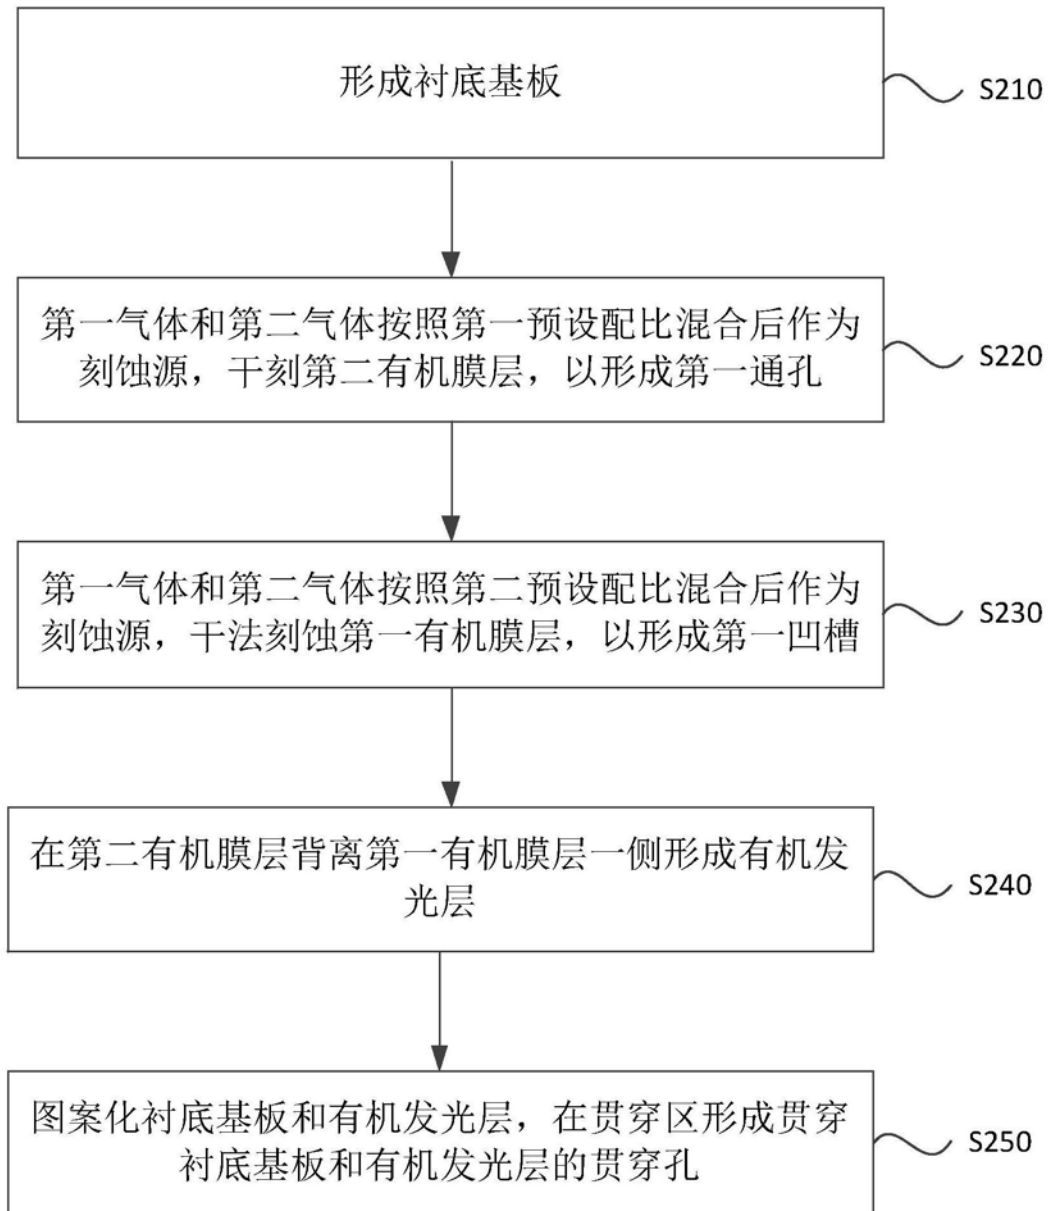 形成衬底基板
S210
第一气体和第二气体按照第一预设配比混合后作为
刻蚀源，干刻第二有机膜层，以形成第一通孔
S220
第一气体和第二气体按照第二预设配比混合后作为
刻蚀源，干法刻蚀第一有机膜层，以形成第一凹槽
S230
在第二有机膜层背离第一有机膜层一侧形成有机发
光层
S240
图案化衬底基板和有机发光层，在贯穿区形成贯穿
衬底基板和有机发光层的贯穿孔
S250